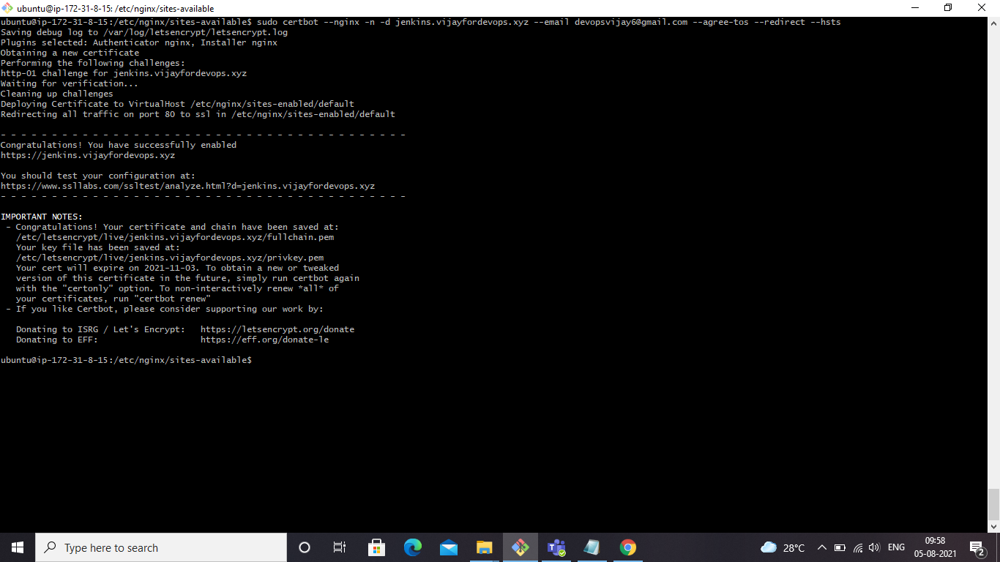 ubuntu@ip-172-31-8-15: /etc/nginx/sites-available
ubuntu@ip-172-31-8-15:/etc/nginx/sites-available$ sudo certbot --nginx -n -d jenkins.vijayfordevops.xyz --email devopsvijay6@gmail.com --agree-tos --redirect --hsts
Saving debug log to /var/log/letsencrypt/letsencrypt.log
Plugins selected: Authenticator nginx, Installer nginx
Obtaining a new certificate
Performing the following challenges:
http-01 challenge for jenkins.vijayfordevops.xyz
Waiting for verification...
Cleaning up challenges
Deploying Certificate to VirtualHost /etc/nginx/sites-enabled/default
Redirecting all traffic on port 80 to ssl in /etc/nginx/sites-enabled/default
- - - - - - - - - - - - - - - - - - - - - - - - - - - - - - - - - - - - - - - -
Congratulations! You have successfully enabled
https://jenkins.vijayfordevops.xyz
You should test your configuration at:
https://www.ssllabs.com/ssltest/analyze.html?d=jenkins.vijayfordevops.xyz
- - - - - - - - - - - - - - - - - - - - - - - - - - - - - - - - - - - - - - - -
IMPORTANT NOTES:
- Congratulations! Your certificate and chain have been saved at:
/etc/letsencrypt/live/jenkins.vijayfordevops.xyz/fullchain.pem
Your key file has been saved at:
/etc/letsencrypt/live/jenkins.vijayfordevops.xyz/privkey.pem
Your cert will expire on 2021-11-03. To obtain a new or tweaked
version of this certificate in the future, simply run certbot again
with the "certonly" option. To non-interactively renew *all* of
your certificates, run "certbot renew"
- If you like Certbot, please consider supporting our work by:
Donating to ISRG / Let's Encrypt:   https://letsencrypt.org/donate
Donating to EFF:                    https://eff.org/donate-le
ubuntu@ip-172-31-8-15:/etc/nginx/sites-available$
Type here to search
28°C
ENG
09:58
05-08-2021
2